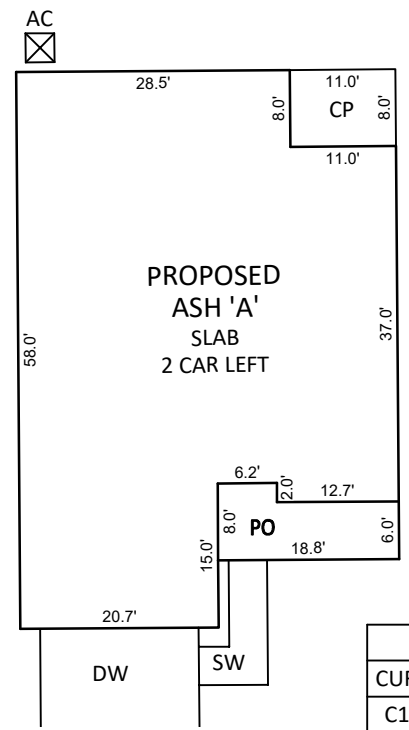 AC
28.5'
11.0'
8.0'
CP
8.0'
11.0'
PROPOSED
ASH 'A'
SLAB
2 CAR LEFT
58.0'
37.0'
6.2'
2.0'
12.7'
8.0'
PO
6.0'
15.0'
18.8'
20.7'
DW
SW
C1